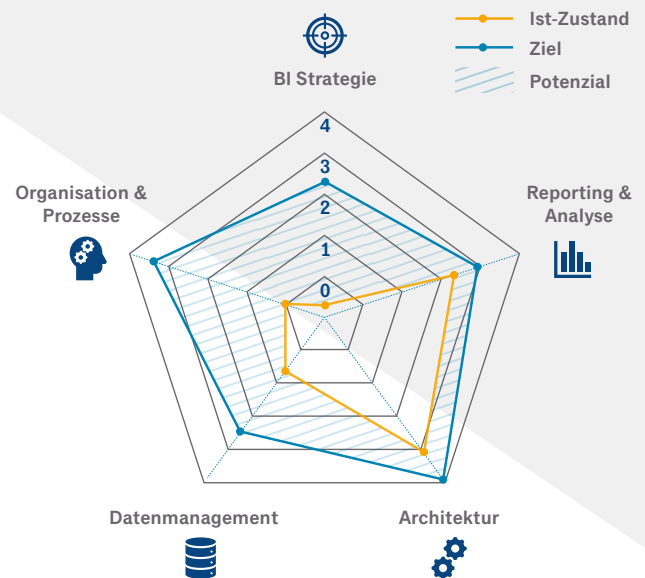 Ist-Zustand
Ziel
Potenzial
BI Strategie
4
3
2
1
0
Organisation &
Prozesse
Reporting &
Analyse
Datenmanagement
Architektur